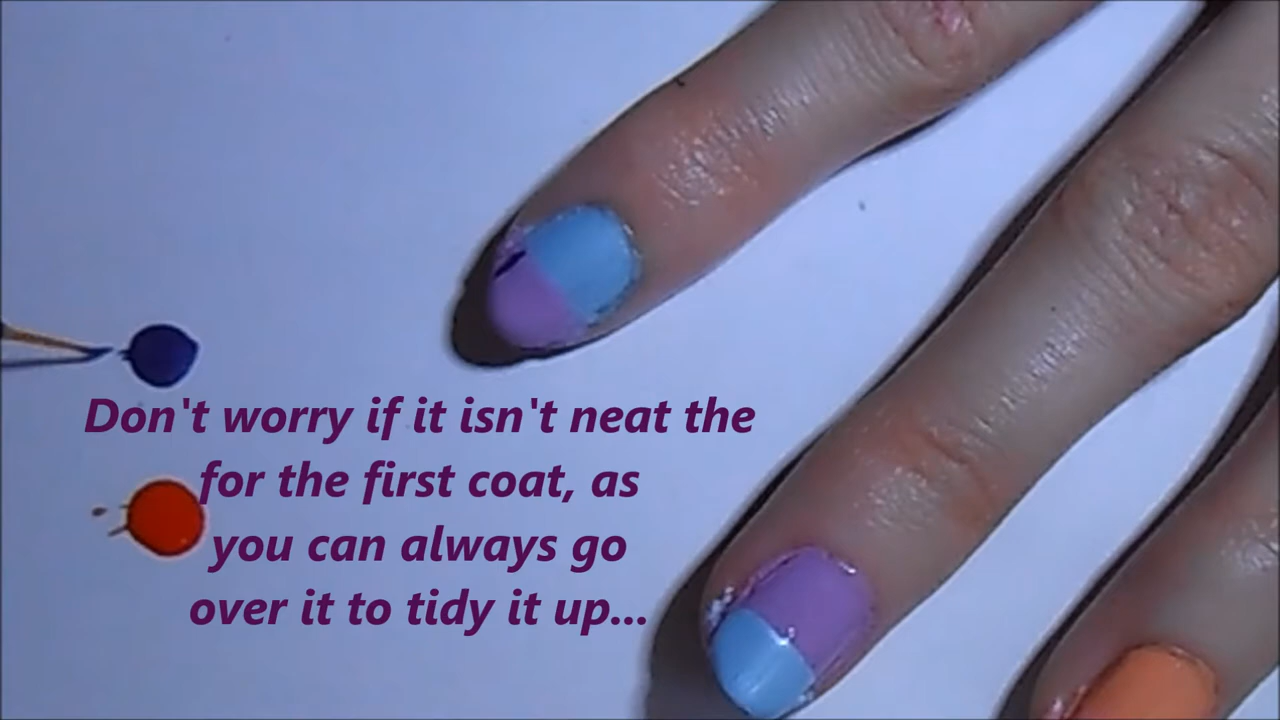 Don't worry if it isn't neat the
for the first coat, as
you can always go
over it to tidy it up...